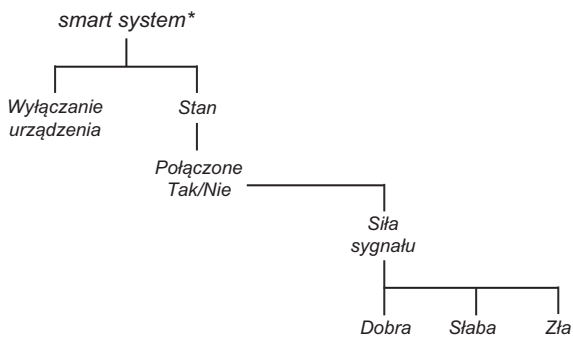 smart system*
Wyłączanie
urządzenia
Stan
Połączone
Tak/Nie
Siła
sygnału
Dobra
Słaba
Zła